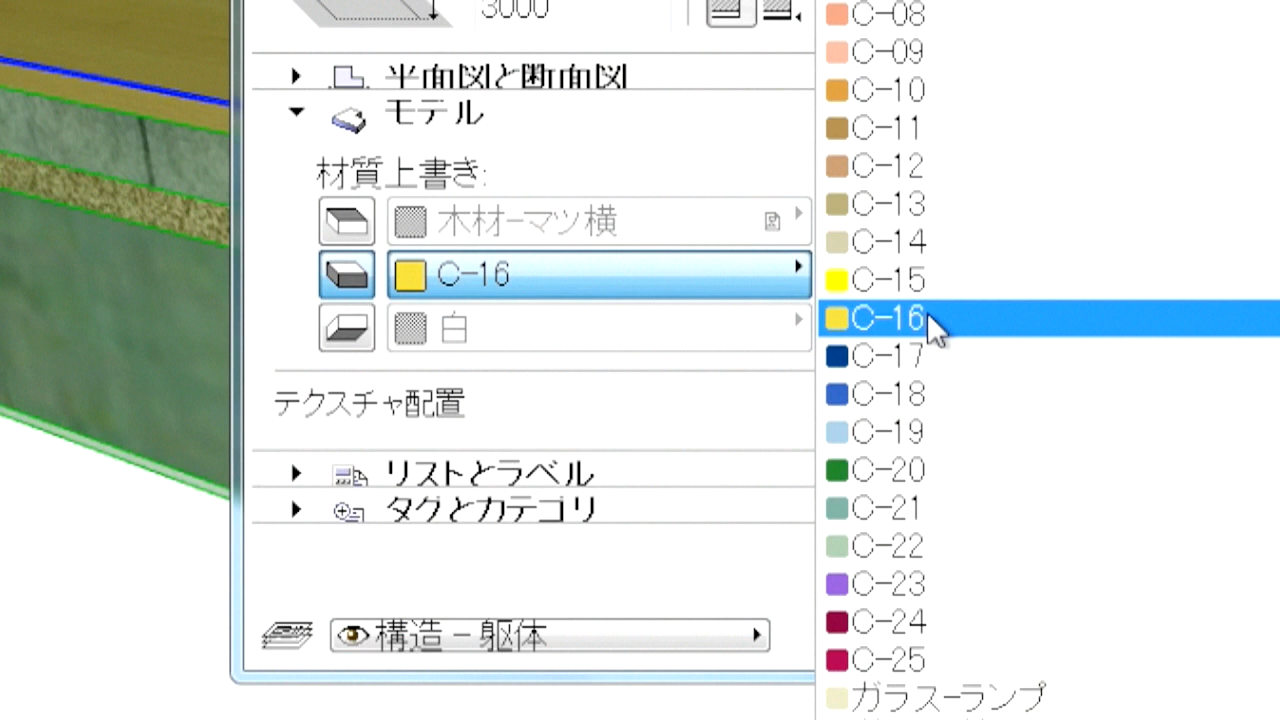 3000
平面図と断面図
モデル
材質上書き:
木材-マツ横
C-16
白
テクスチャ配置
リストとラベル
タグとカテゴリ
構造 - 躯体
C-08
C-09
C-10
C-11
C-12
C-13
C-14
C-15
C-16
C-17
C-18
C-19
C-20
C-21
C-22
C-23
C-24
C-25
ガラス-ランプ